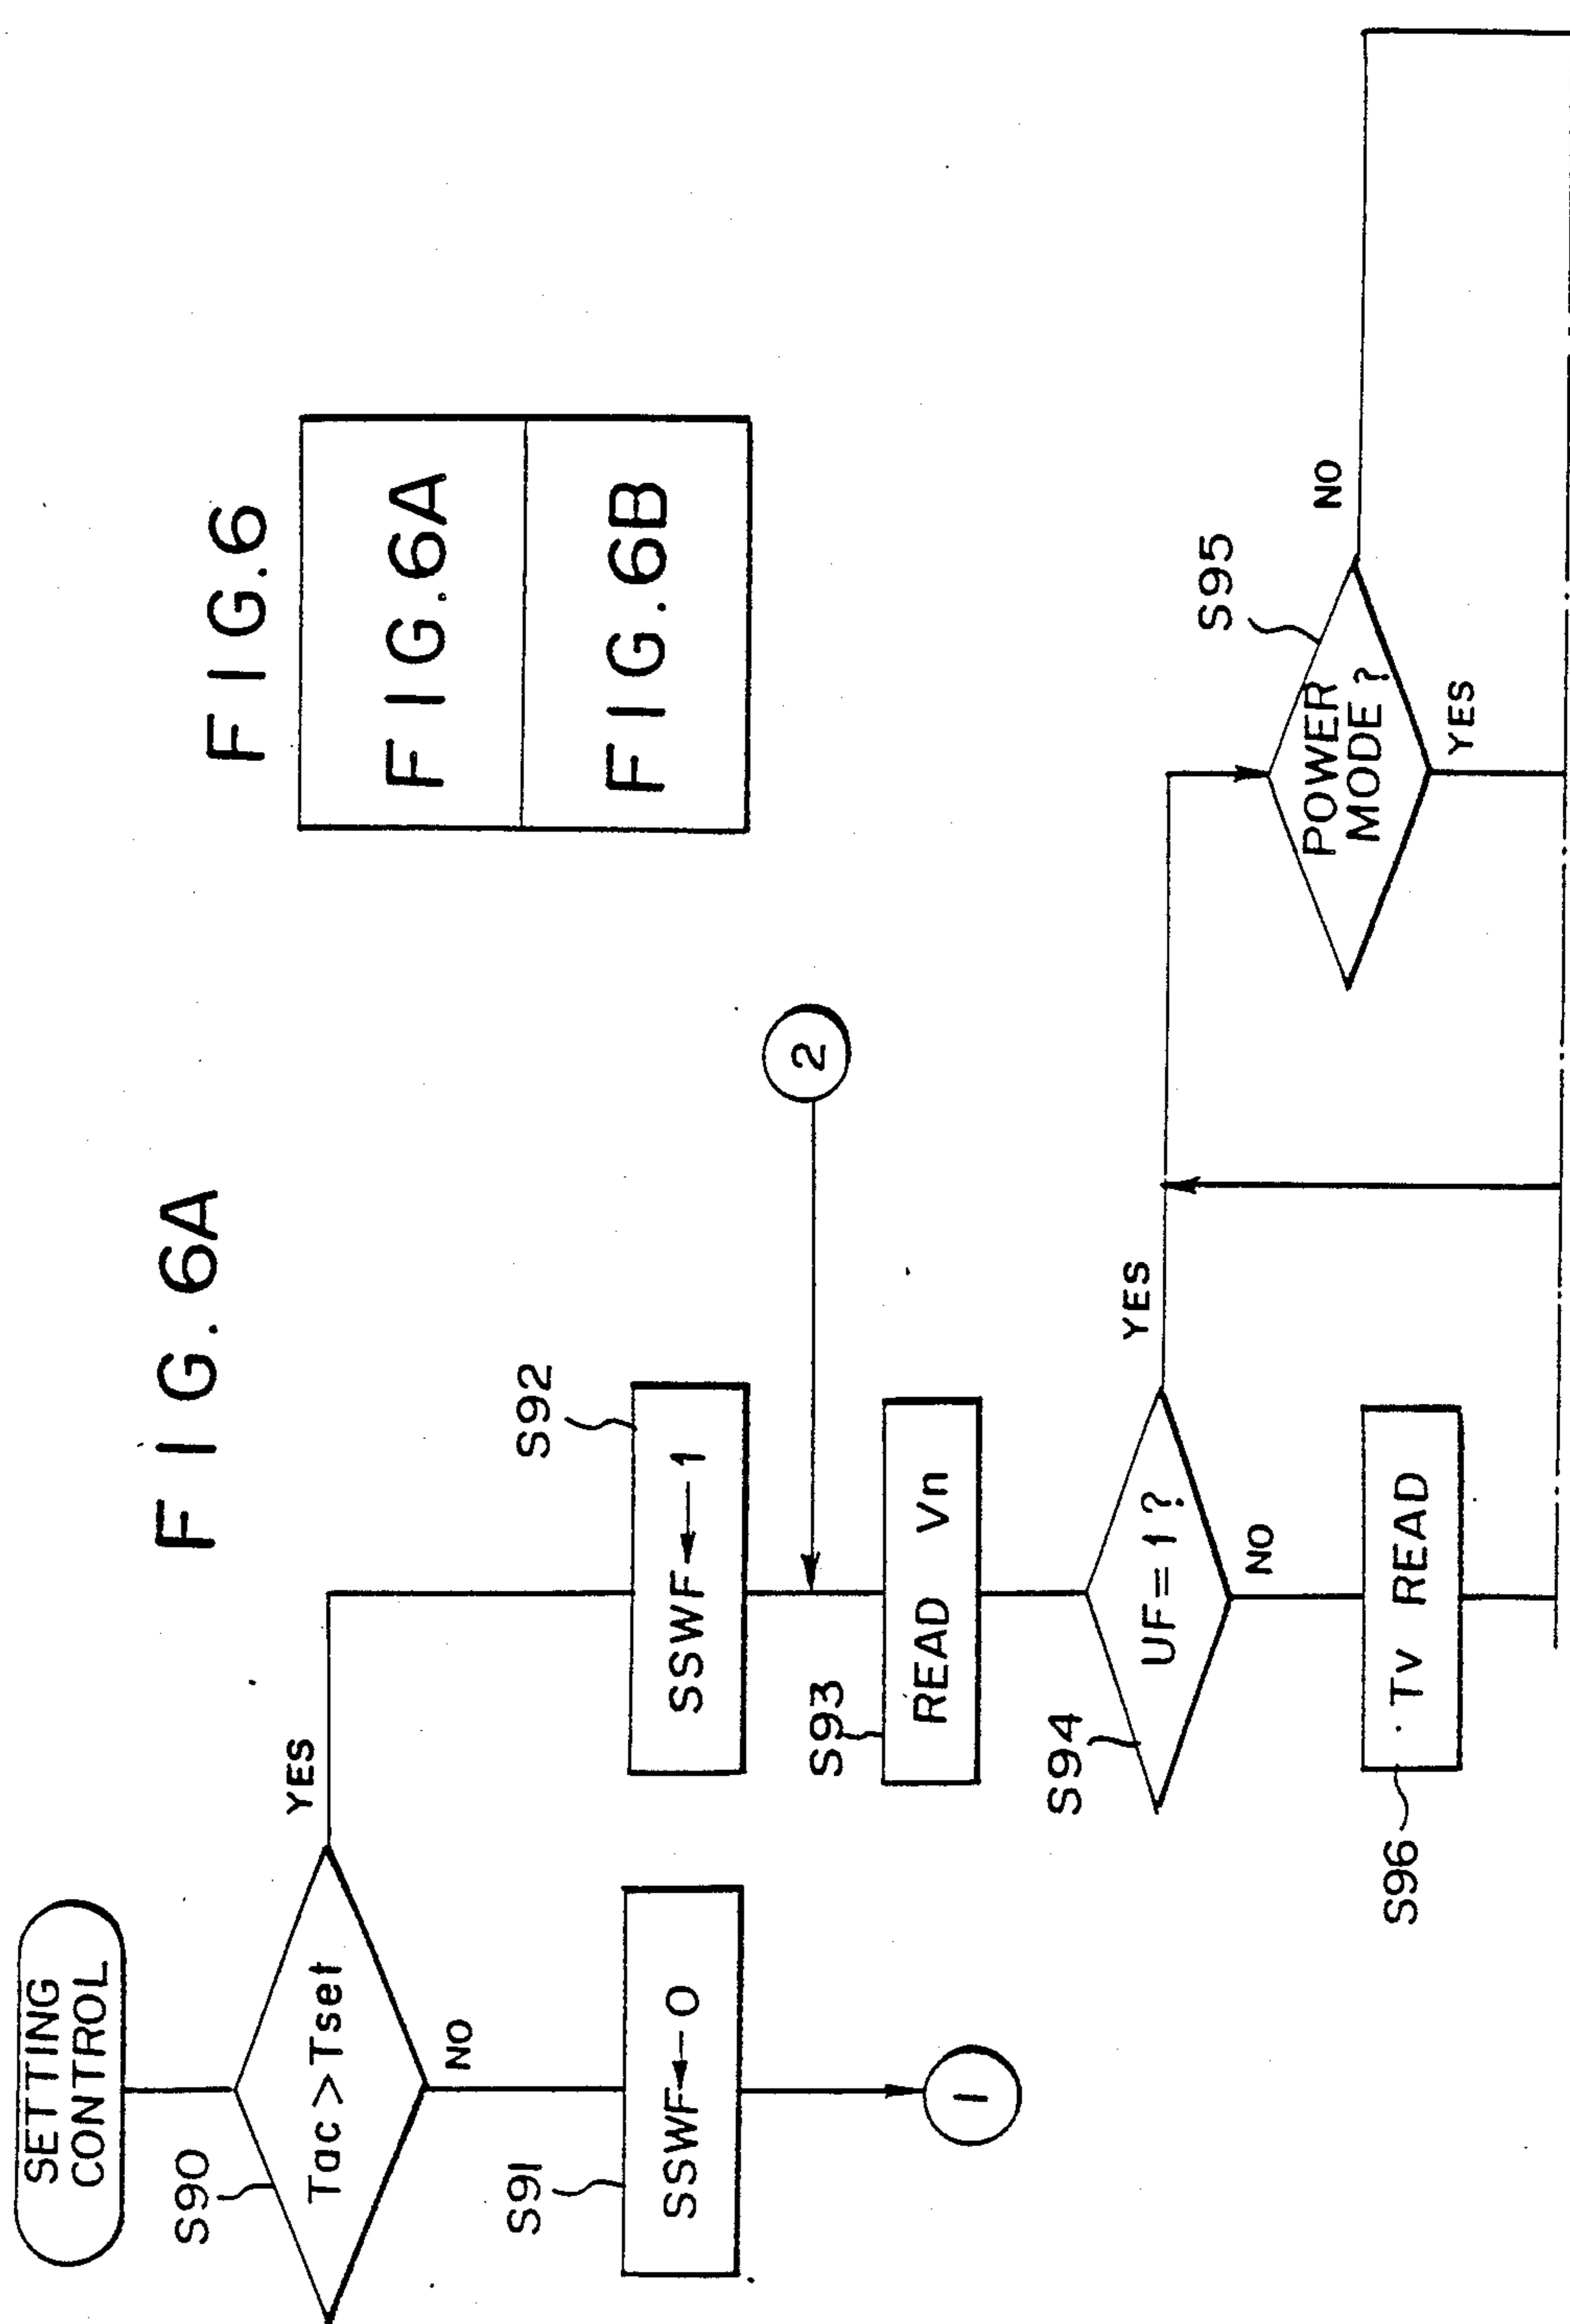 FIG.6A
FIG.6
FIG.6A
FIG.6B
SETTING
CONTROL
S90
Tac>Tset
YES
NO
S91
SSWF←0
1
S92
SSWF←1
2
S93
READ Vn
S94
UF=1?
YES
NO
S96
Tv READ
S95
POWER
MODE?
NO
YES